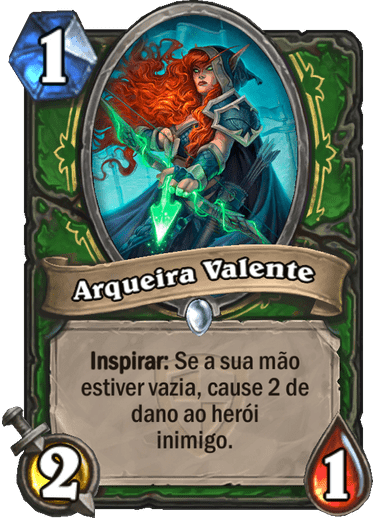 1
Arqueira Valente
Inspirar: Se a sua mão
estiver vazia, cause 2 de
dano ao herói
inimigo.
2
1